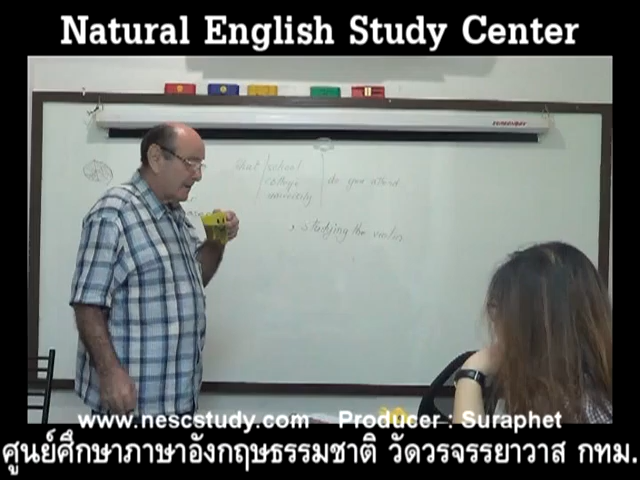 Natural English Study Center
What school do you attend
college
university
, studying the
www.nescstudy.com Producer : Suraphet
ศูนย์ศึกษาภาษาอังกฤษธรรมชาติ วัดวรจรรยาวาส กทม.